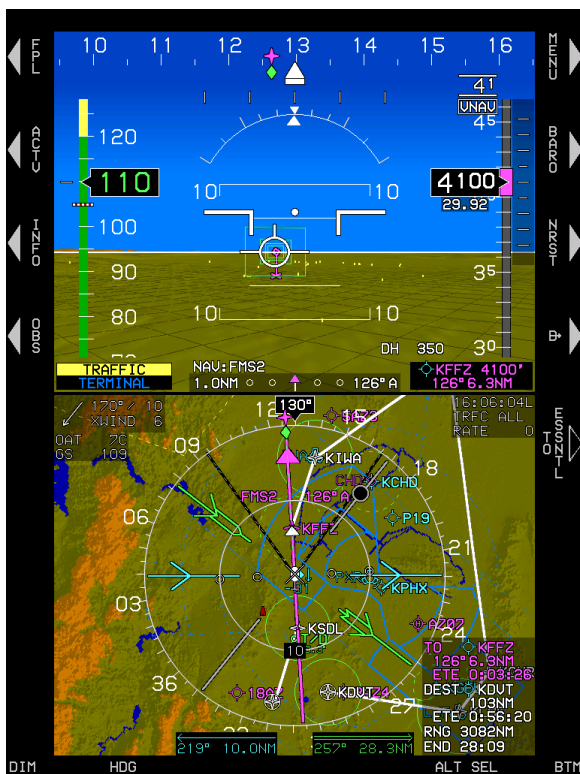 FPL
ACTV
INFO
OBS
MENU
BARO
NRST
10 11 12 13 14 15 16
41
VNAV
45
120
110
4100
10 10
29.92
100
90
35
80
10 10
30
DH 350
TRAFFIC
TERMINAL
NAV:FMS2
1.0NM 126°A
KFFZ 4100'
126°6.3NM
170°/ 10
XWIND 6
OAT 7C
GS 109
130°
16:06:04L
TRFC ALL
RATE 0
ESSNTL
TO
12
09
KIWA
18
KCHD
FMS2 126°A
06
KFFZ
P19
21
KPHX
03
KSDL
AZ07
24
10
36
18AZ
KDVT
27
TO KFFZ
126°6.3NM
ETE 0:03:26
DEST KDVT
103NM
ETE 0:56:20
RNG 3082NM
END 28:09
219° 10.0NM
257° 28.3NM
DIM HDG ALT SEL BTM